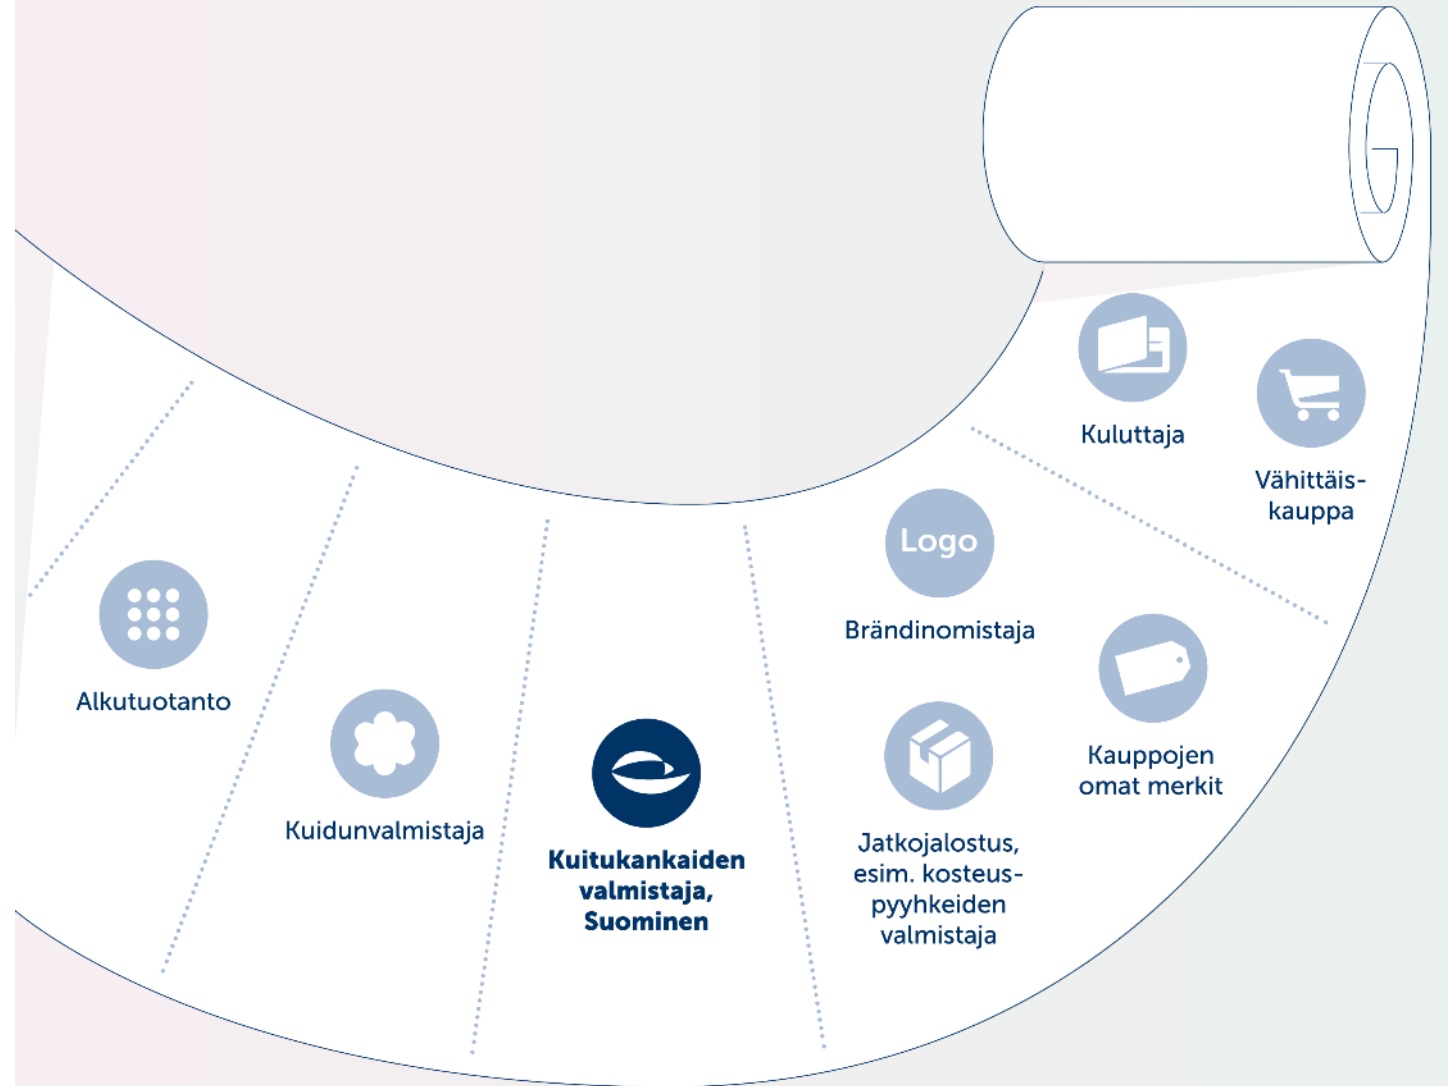 Alkutuotanto
Kuidunvalmistaja
Kuitukankaiden
valmistaja,
Suominen
Logo
Brändinomistaja
Jatkojalostus,
esim. kosteus-
pyyhkeiden
valmistaja
Kauppojen
omat merkit
Kuluttaja
Vähittäis-
kauppa